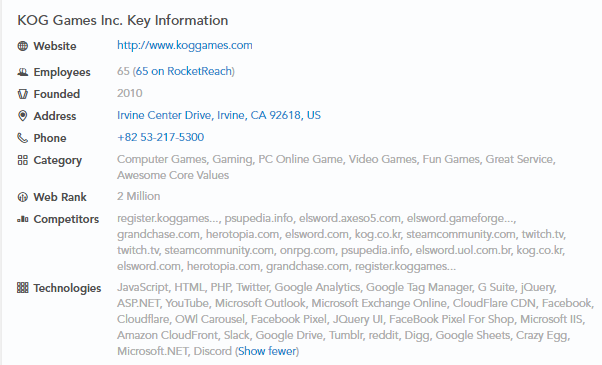 KOG Games Inc. Key Information
Website http://www.koggames.com
Employees 65 (65 on RocketReach)
Founded 2010
Address Irvine Center Drive, Irvine, CA 92618, US
Phone +82 53-217-5300
Category Computer Games, Gaming, PC Online Game, Video Games, Fun Games, Great Service,
Awesome Core Values
Web Rank 2 Million
Competitors register.koggames..., psupedia.info, elsword.axeso5.com, elsword.gameforge...,
grandchase.com, herotopia.com, elsword.com, kog.co.kr, steamcommunity.com, twitch.tv,
twitch.tv, steamcommunity.com, onrpg.com, psupedia.info, elsword.uol.com.br, kog.co.kr,
elsword.com, herotopia.com, grandchase.com, register.koggames...
Technologies JavaScript, HTML, PHP, Twitter, Google Analytics, Google Tag Manager, G Suite, jQuery,
ASP.NET, YouTube, Microsoft Outlook, Microsoft Exchange Online, CloudFlare CDN, Facebook,
Cloudflare, OWl Carousel, Facebook Pixel, JQuery UI, FaceBook Pixel For Shop, Microsoft IIS,
Amazon CloudFront, Slack, Google Drive, Tumblr, reddit, Digg, Google Sheets, Crazy Egg,
Microsoft.NET, Discord (Show fewer)